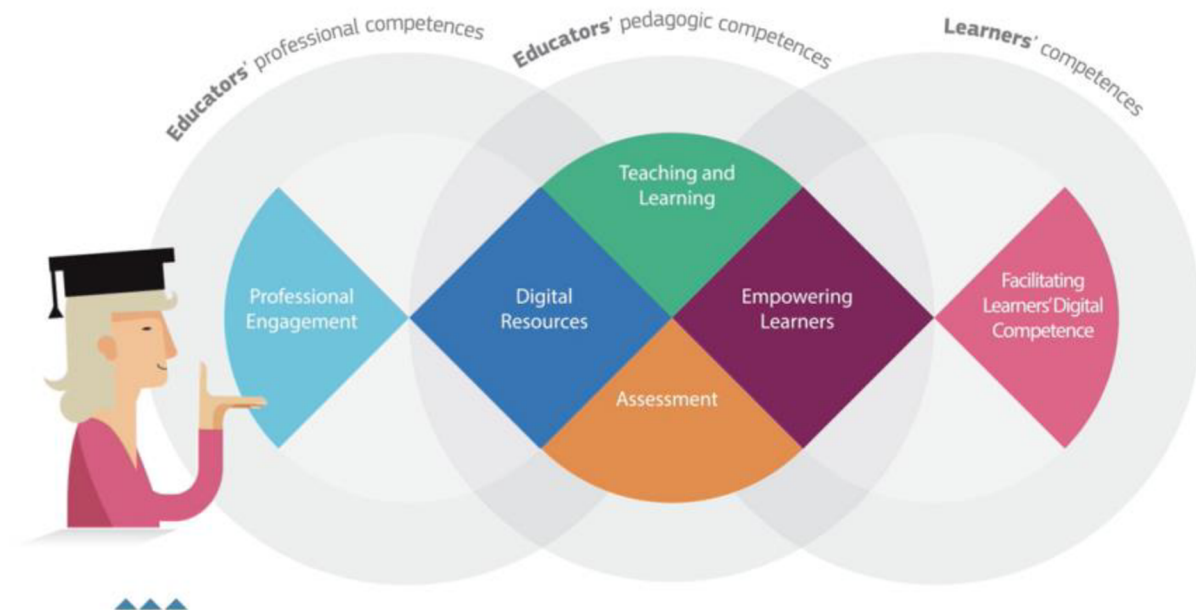 Educators' professional competences
Educators' pedagogic competences
Learners' competences
Teaching and
Learning
Professional
Engagement
Digital
Resources
Empowering
Learners
Facilitating
Learners' Digital
Competence
Assessment